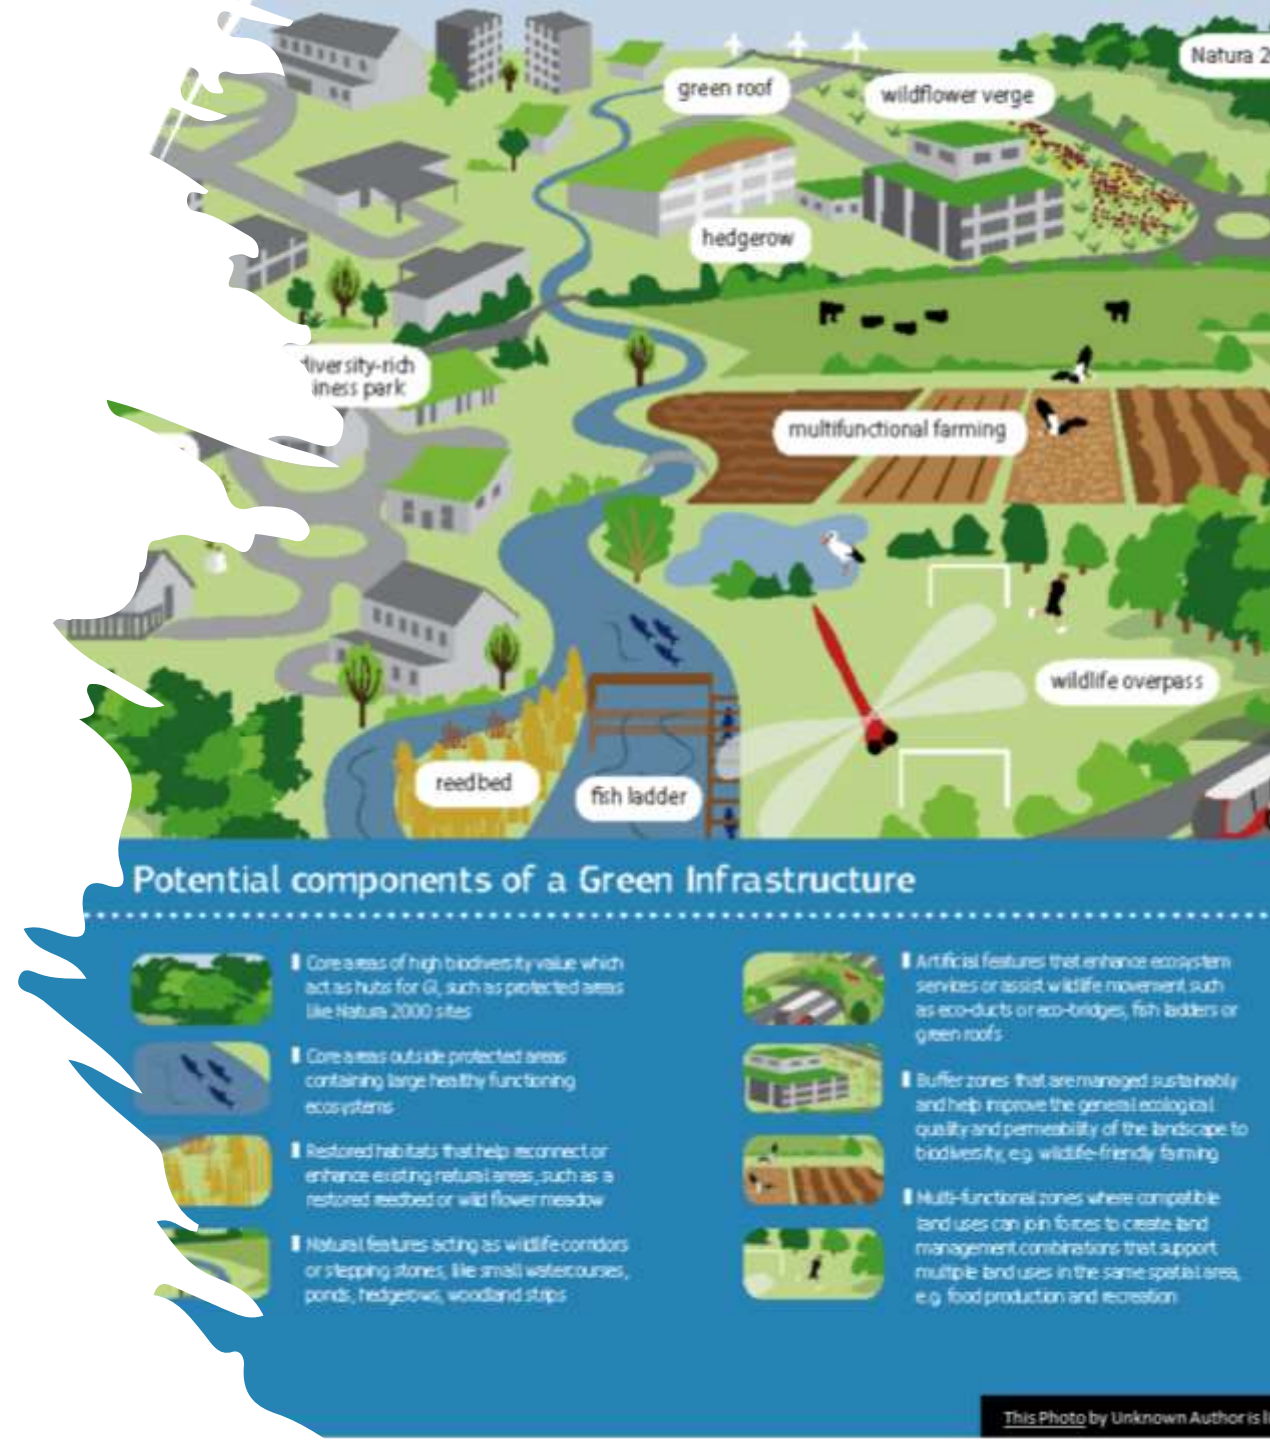 Natura 2
green roof
wildflower verge
hedgerow
diversity-rich
iness park
multifunctional farming
wildlife overpass
reedbed
fish ladder
Potential components of a Green Infrastructure
Core areas of high biodiversity value which
act as hubs for GI, such as protected areas
like Natura 2000 sites
Core areas outside protected areas
containing large healthy functioning
ecosystems
Restored habitats that help reconnect or
enhance existing natural areas, such as a
restored reedbed or wild flower meadow
Natural features acting as wildlife corridors
or stepping stones, like small watercourses,
ponds, hedgerows, woodland strips
Artificial features that enhance ecosystem
services or assist wildlife movement such
as eco-ducts or eco-bridges, fish ladders or
green roofs
Buffer zones that are managed sustainably
and help improve the general ecological
quality and permeability of the landscape to
biodiversity, e.g. wildlife-friendly farming
Multi-functional zones where compatible
land uses can join forces to create land
management combinations that support
multiple land uses in the same spatial area,
e.g. food production and recreation
This Photo by Unknown Author is li